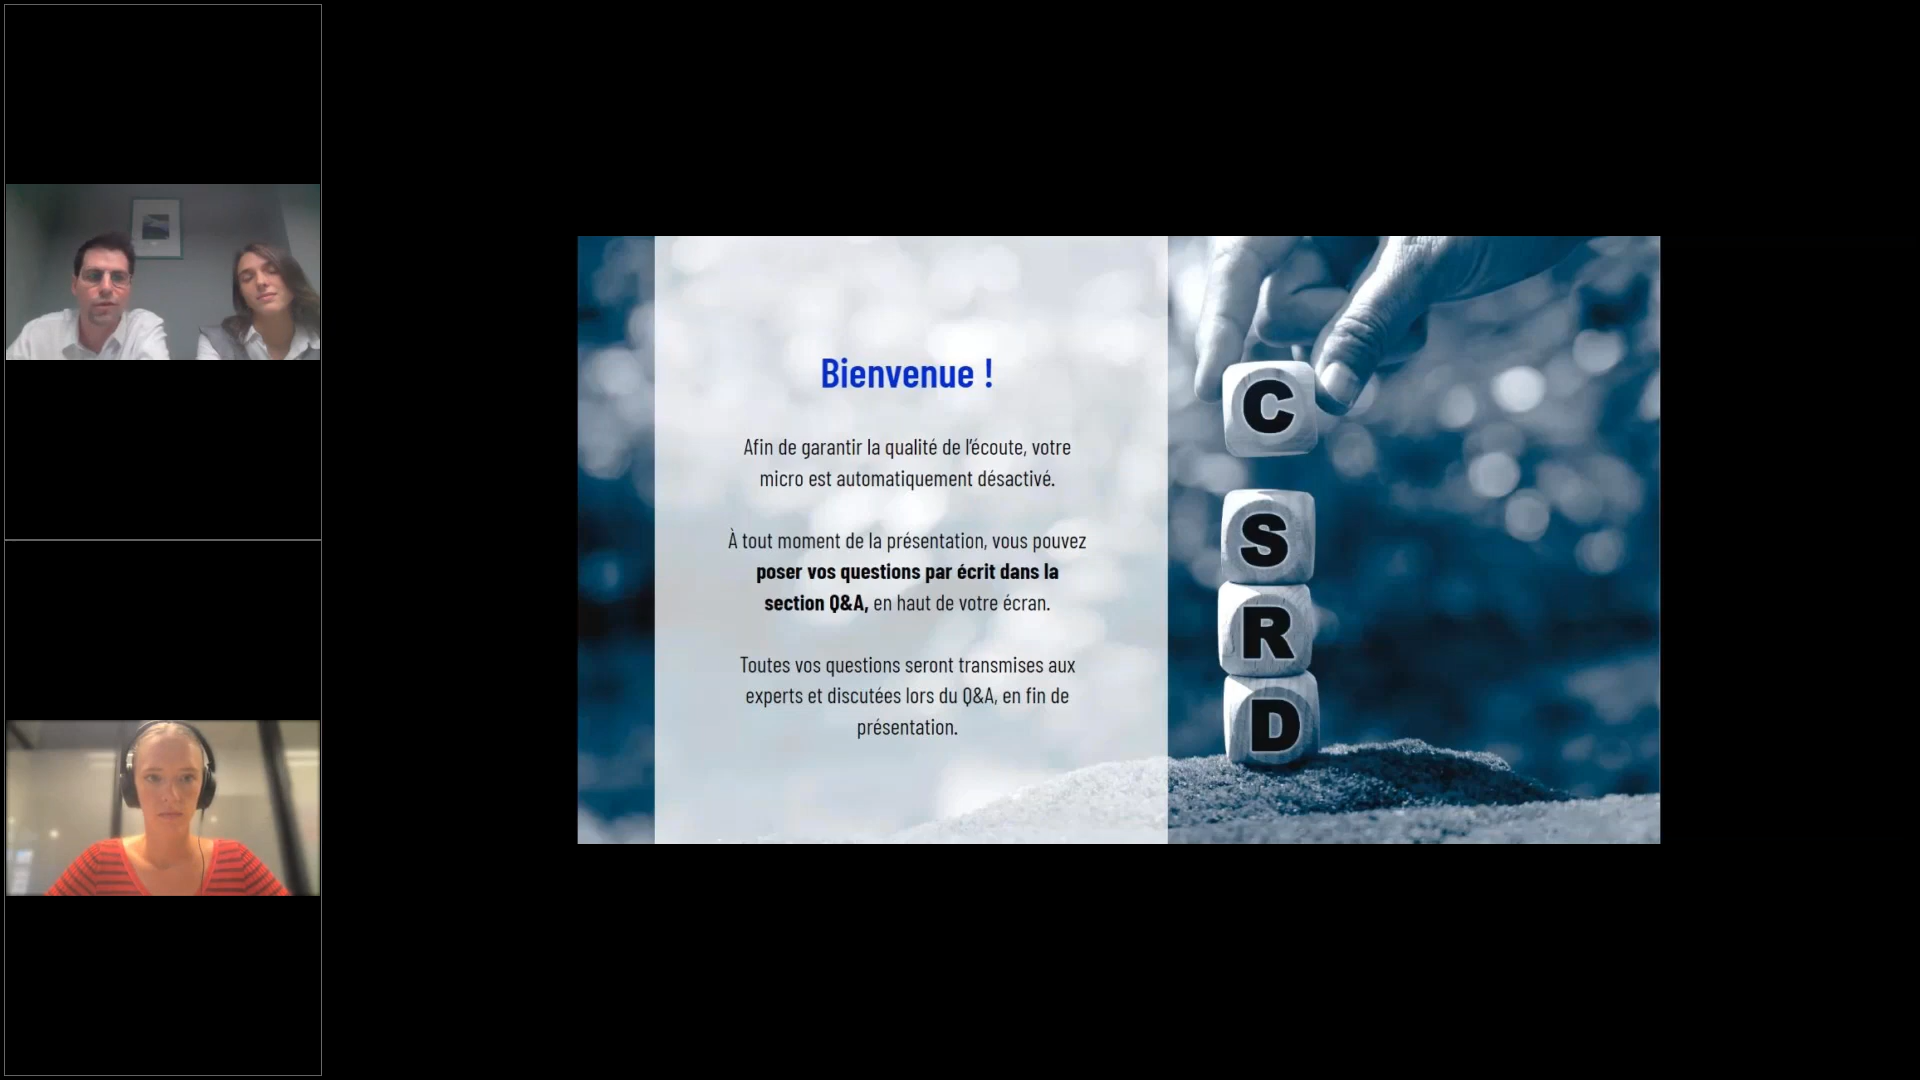 Bienvenue !
Afin de garantir la qualité de l'écoute, votre
micro est automatiquement désactivé.
À tout moment de la présentation, vous pouvez
poser vos questions par écrit dans la
section Q&A, en haut de votre écran.
Toutes vos questions seront transmises aux
experts et discutées lors du Q&A, en fin de
présentation.
C
S
R
D